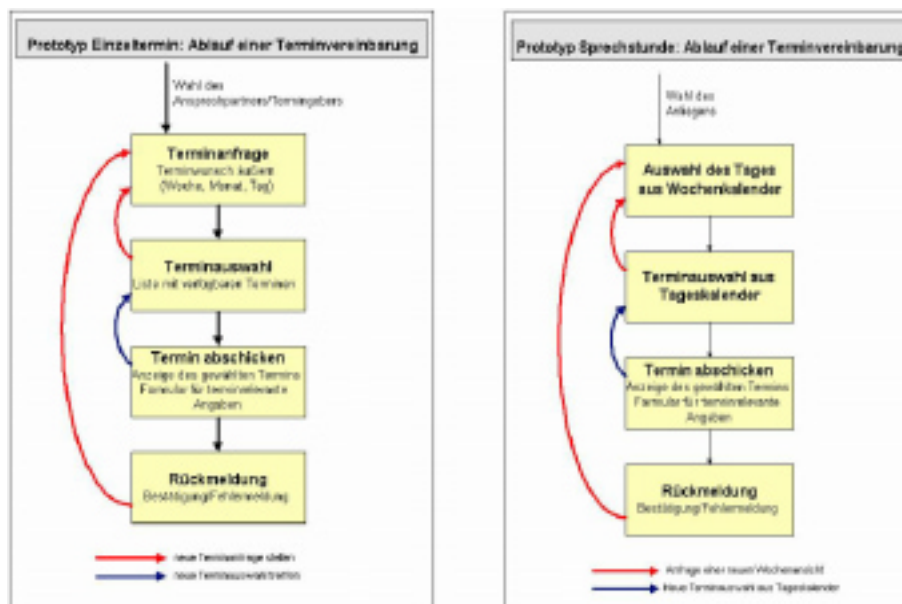 Prototyp Einzeltermin: Ablauf einer Terminvereinbarung
Wahl des
Ansprechpartners/Termingebers
Terminanfrage
Terminwunsch äußern
(Woche, Monat, Tag)
Terminauswahl
Liste mit verfügbaren Terminen
Termin abschicken
Anzeige des gewählten Termins
Formular für terminrelevante
Angaben
Rückmeldung
Bestätigung/Fehlermeldung
neue Terminanfrage stellen
neue Terminauswahl treffen
Prototyp Sprechstunde: Ablauf einer Terminvereinbarung
Wahl des
Anliegens
Auswahl des Tages
aus Wochenkalender
Terminauswahl aus
Tageskalender
Termin abschicken
Anzeige des gewählten Termins
Formular für terminrelevante
Angaben
Rückmeldung
Bestätigung/Fehlermeldung
Anfrage einer neuen Wochenansicht
Neue Terminauswahl aus Tageskalender